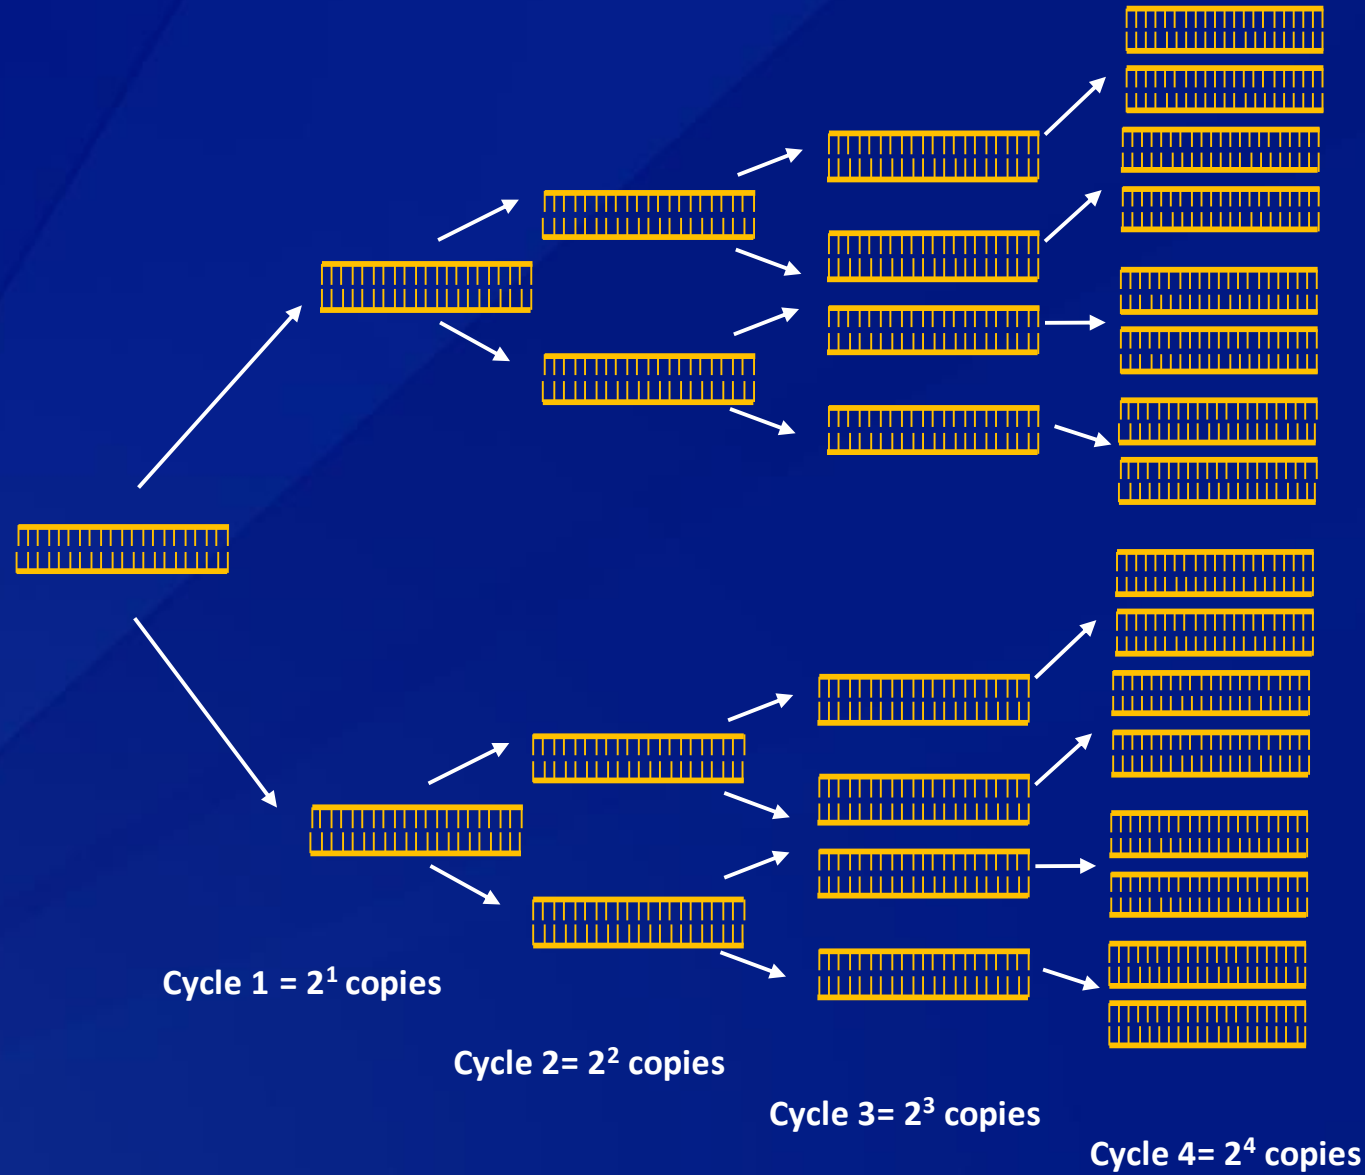 Cycle 1 = 2¹ copies
Cycle 2= 2² copies
Cycle 3= 2³ copies
Cycle 4= 2⁴ copies